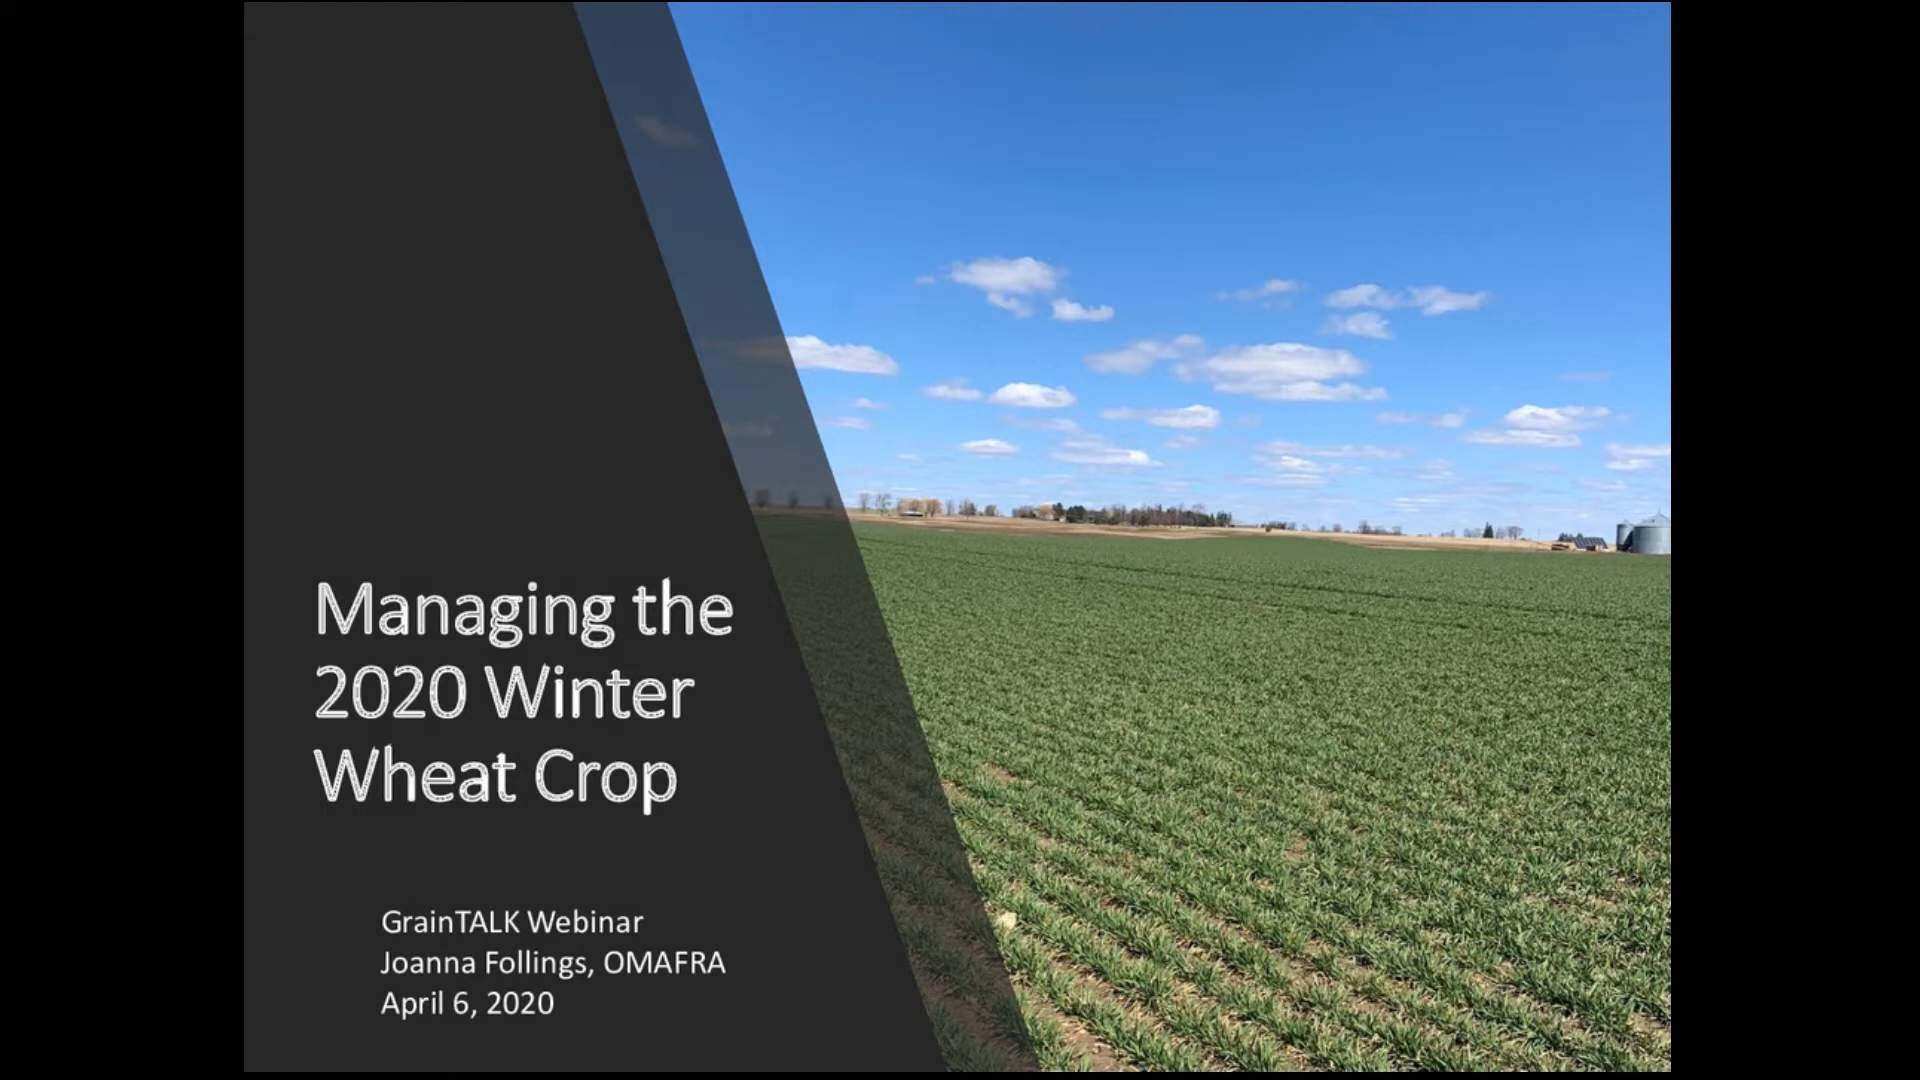 Managing the
2020 Winter
Wheat Crop
GrainTALK Webinar
Joanna Follings, OMAFRA
April 6, 2020